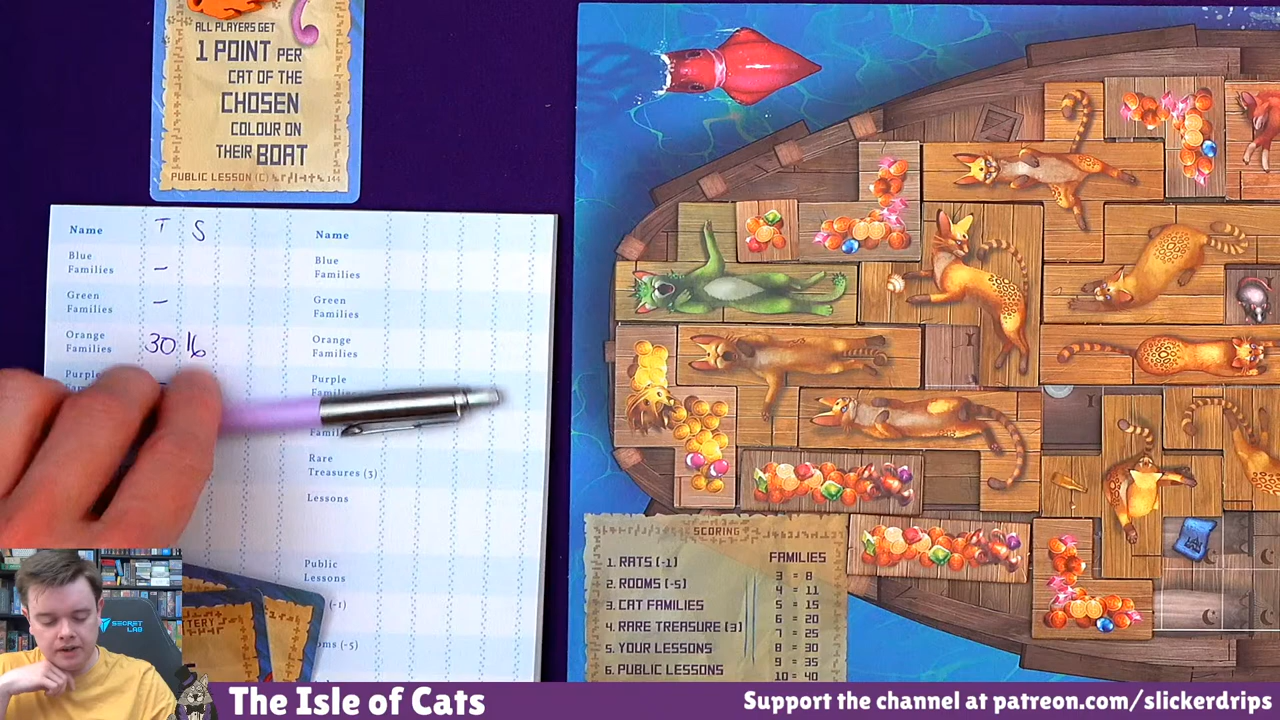 ALL PLAYERS GET
1 POINT PER
CAT OF THE
CHOSEN
COLOUR ON
THEIR BOAT
PUBLIC LESSON (C)
144
Name T S
Blue
Families -
Green
Families -
Orange
Families 30 16
Name
Blue
Families
Green
Families
Orange
Families
Purple
Rare
Treasures (3)
Lessons
Public
Lessons
(-1)
(-5)
SCORING
1. RATS (-1)
2. ROOMS (-5)
3. CAT FAMILIES
4. RARE TREASURE (3)
5. YOUR LESSONS
6. PUBLIC LESSONS
FAMILIES
3 = 8
4 = 11
5 = 15
6 = 20
7 = 25
8 = 30
9 = 35
10 = 40
SECRET
LAB
The Isle of Cats
Support the channel at patreon.com/slickerdrips